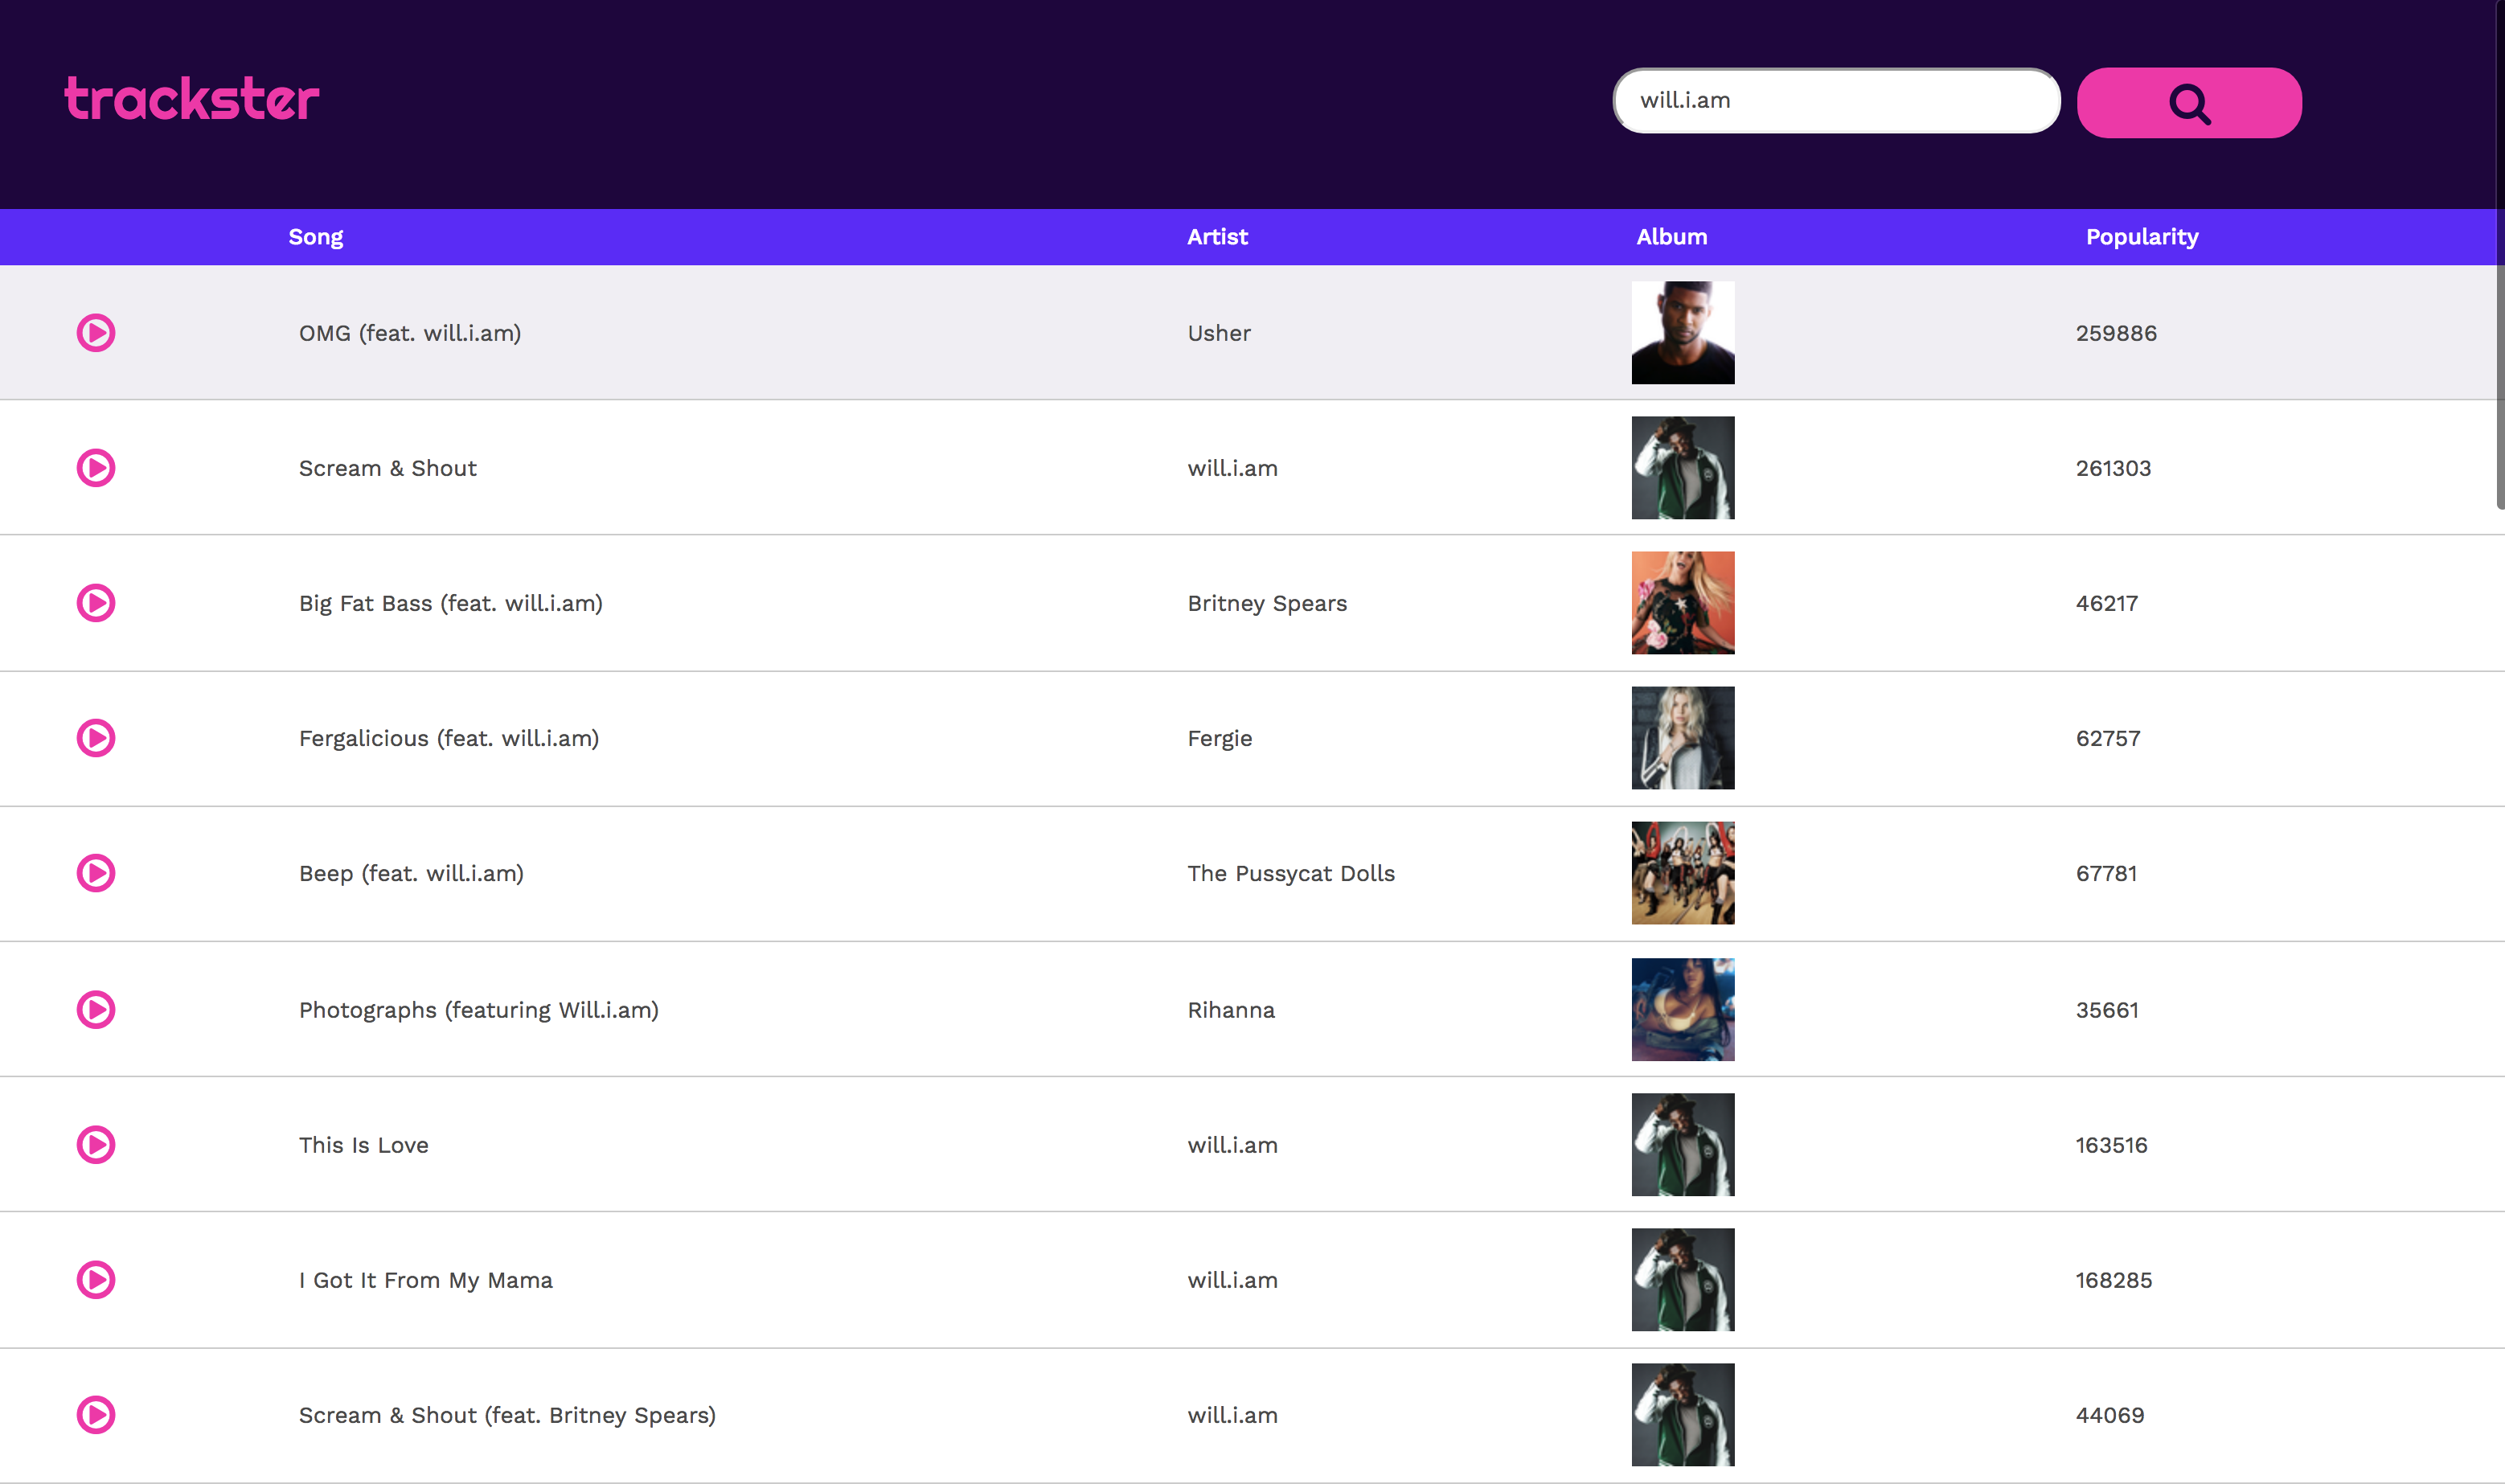 trackster
will.i.am
Song Artist Album Popularity
OMG (feat. will.i.am) Usher 259886
Scream & Shout will.i.am 261303
Big Fat Bass (feat. will.i.am) Britney Spears 46217
Fergalicious (feat. will.i.am) Fergie 62757
Beep (feat. will.i.am) The Pussycat Dolls 67781
Photographs (featuring Will.i.am) Rihanna 35661
This Is Love will.i.am 163516
I Got It From My Mama will.i.am 168285
Scream & Shout (feat. Britney Spears) will.i.am 44069